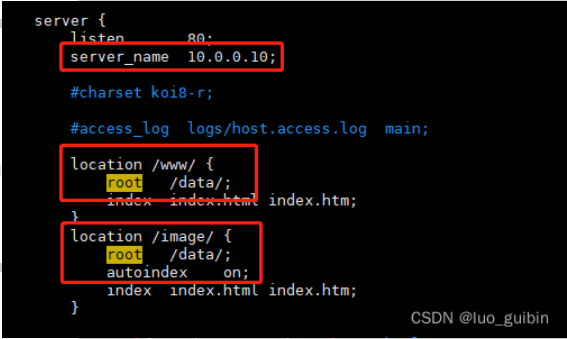 server {
listen 80;
server_name 10.0.0.10;
#charset koi8-r;
#access_log logs/host.access.log main;
location /www/ {
root /data/;
index index.html index.htm;
}
location /image/ {
root /data/;
autoindex on;
index index.html index.htm;
}
CSDN @luo_guibin